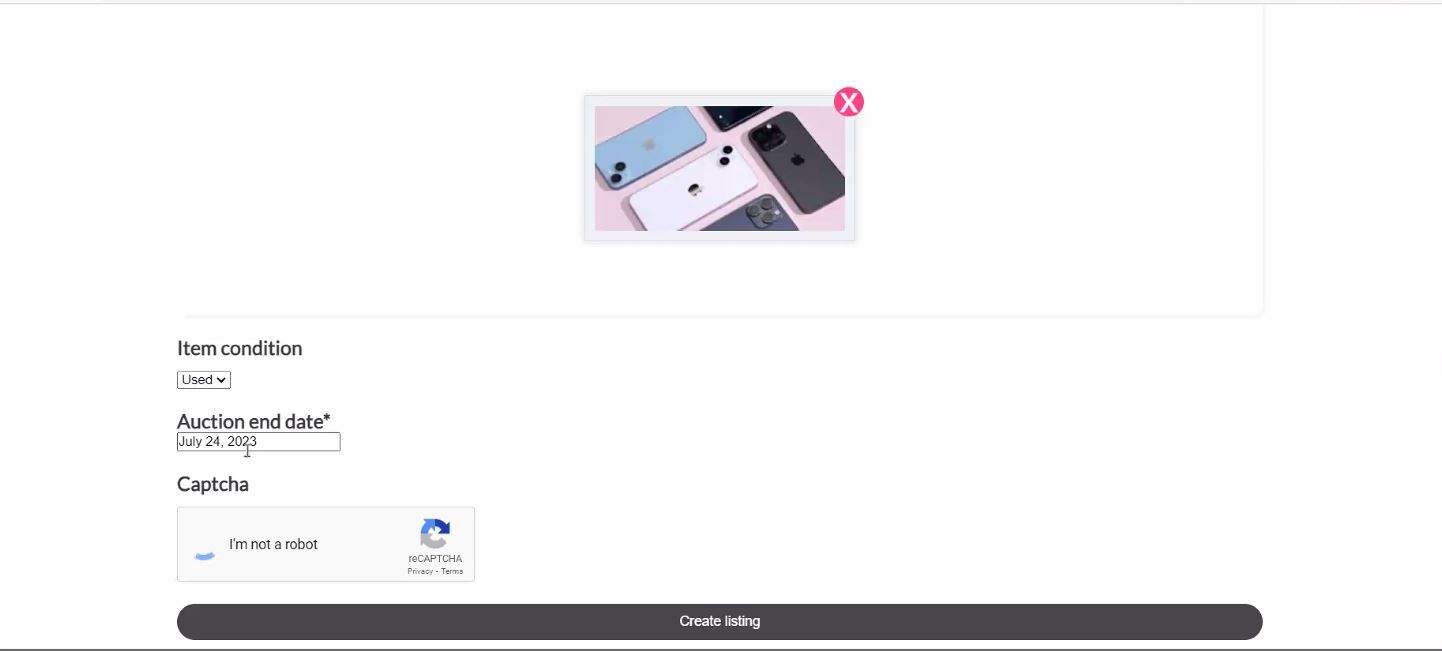 X
Item condition
Used
Auction end date*
July 24, 2023
Captcha
I'm not a robot
reCAPTCHA
Privacy - Terms
Create listing